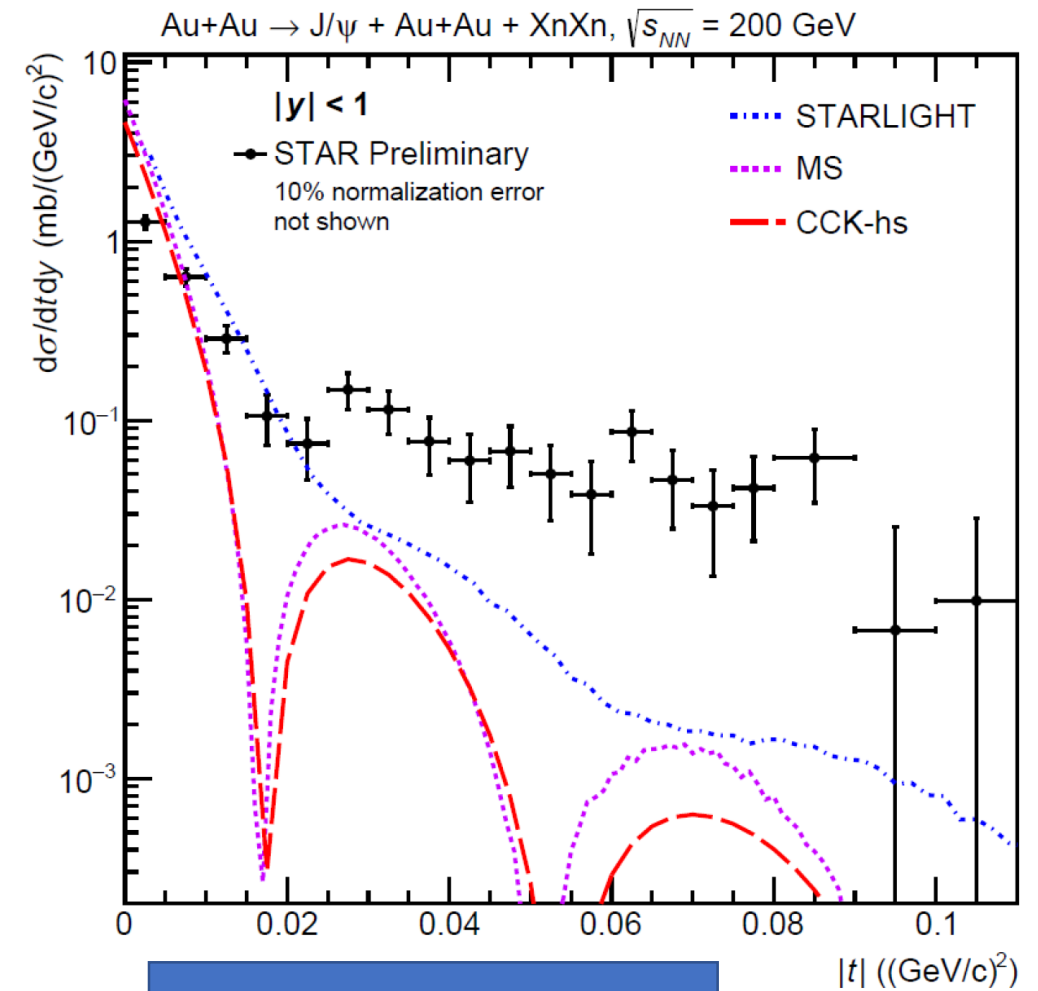 Au+Au → J/ψ + Au+Au + XnXn, √s_NN = 200 GeV
dσ/dtdy (mb/(GeV/c)²)
10
1
10⁻¹
10⁻²
10⁻³
|y| < 1
STAR Preliminary
10% normalization error
not shown
STARLIGHT
MS
CCK-hs
0 0.02 0.04 0.06 0.08 0.1
|t| ((GeV/c)²)